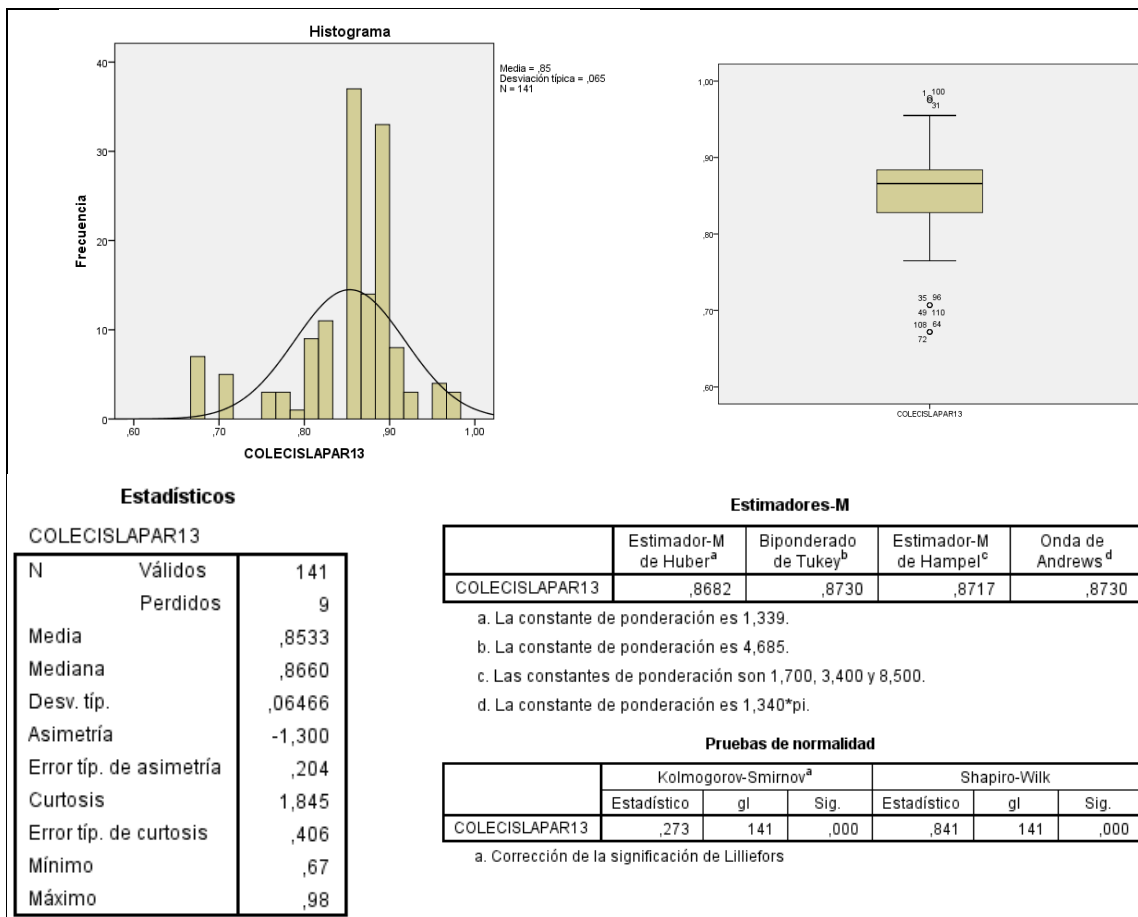 Histograma
Media = ,85
Desviación típica = ,065
N = 141
40
30
20
10
0
Frecuencia
,60 ,70 ,80 ,90 1,00
COLECISLAPAR13
1,00
,90
,80
,70
,60
1 100
31
35 96
49 110
108 64
72
COLECISLAPAR13
Estadísticos
COLECISLAPAR13
N Válidos 141
Perdidos 9
Media ,8533
Mediana ,8660
Desv. típ. ,06466
Asimetría -1,300
Error típ. de asimetría ,204
Curtosis 1,845
Error típ. de curtosis ,406
Mínimo ,67
Máximo ,98
Estimadores-M
Estimador-M de Huberª Biponderado de Tukeyᵇ Estimador-M de Hampelᶜ Onda de Andrewsᵈ
COLECISLAPAR13 ,8682 ,8730 ,8717 ,8730
a. La constante de ponderación es 1,339.
b. La constante de ponderación es 4,685.
c. Las constantes de ponderación son 1,700, 3,400 y 8,500.
d. La constante de ponderación es 1,340*pi.
Pruebas de normalidad
Kolmogorov-Smirnovª Shapiro-Wilk
Estadístico gl Sig. Estadístico gl Sig.
COLECISLAPAR13 ,273 141 ,000 ,841 141 ,000
a. Corrección de la significación de Lilliefors